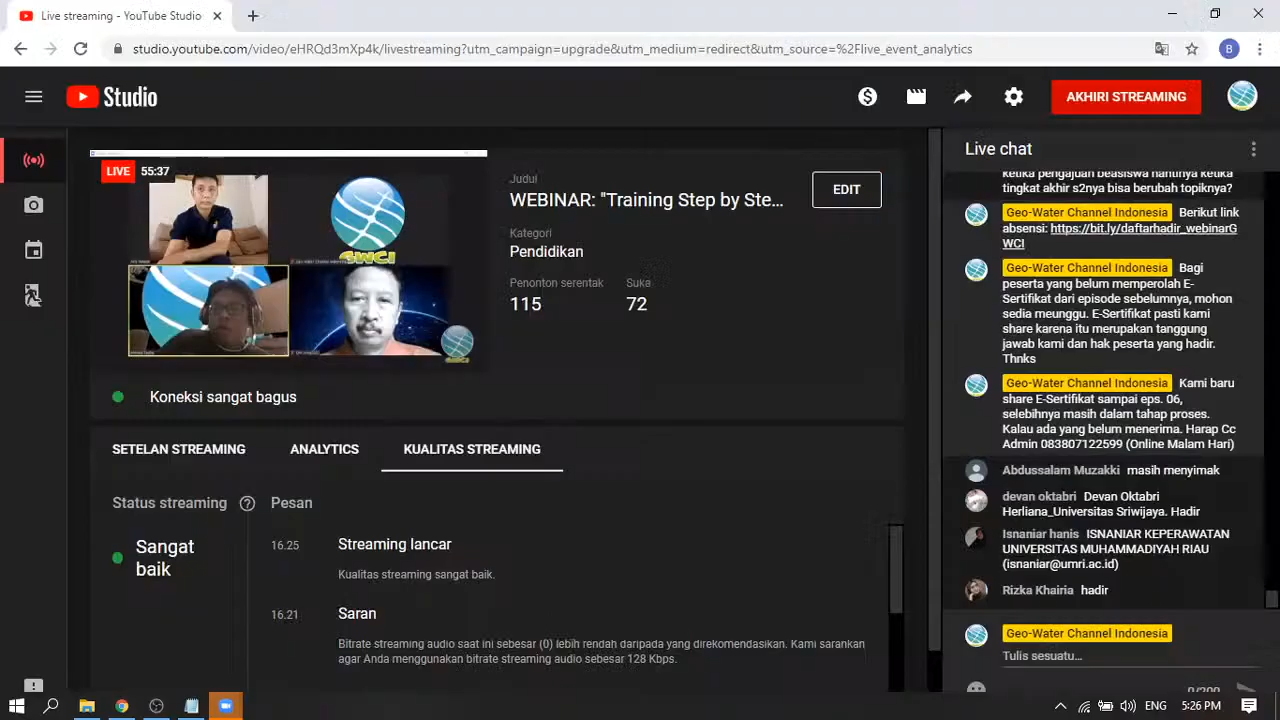 Live streaming - YouTube Studio
studio.youtube.com/video/eHRQd3mXp4k/livestreaming?utm_campaign=upgrade&utm_medium=redirect&utm_source=%2Flive_event_analytics
B
Studio
AKHIRI STREAMING
LIVE 55:37
GWCI
Judul
WEBINAR: "Training Step by Ste...
EDIT
Kategori
Pendidikan
Penonton serentak
Suka
115
72
Koneksi sangat bagus
SETELAN STREAMING
ANALYTICS
KUALITAS STREAMING
Status streaming
Pesan
Sangat
baik
16.25
Streaming lancar
Kualitas streaming sangat baik.
16.21
Saran
Bitrate streaming audio saat ini sebesar (0) lebih rendah daripada yang direkomendasikan. Kami sarankan
agar Anda menggunakan bitrate streaming audio sebesar 128 Kbps.
Live chat
ketika pengajuan beasiswa nantinya ketika
tingkat akhir s2nya bisa berubah topiknya?
Geo-Water Channel Indonesia Berikut link
absensi: https://bit.ly/daftarhadir_webinarG
WCI
Geo-Water Channel Indonesia Bagi
peserta yang belum memperolah E-
Sertifikat dari episode sebelumnya, mohon
sedia meunggu. E-Sertifikat pasti kami
share karena itu merupakan tanggung
jawab kami dan hak peserta yang hadir.
Thnks
Geo-Water Channel Indonesia Kami baru
share E-Sertifikat sampai eps. 06,
selebihnya masih dalam tahap proses.
Kalau ada yang belum menerima. Harap Cc
Admin 083807122599 (Online Malam Hari)
Abdussalam Muzakki masih menyimak
devan oktabri Devan Oktabri
Herliana_Universitas Sriwijaya. Hadir
Isnaniar hanis ISNANIAR KEPERAWATAN
UNIVERSITAS MUHAMMADIYAH RIAU
(isnaniar@umri.ac.id)
Rizka Khairia hadir
Geo-Water Channel Indonesia
Tulis sesuatu...
0/200
ENG
5:26 PM